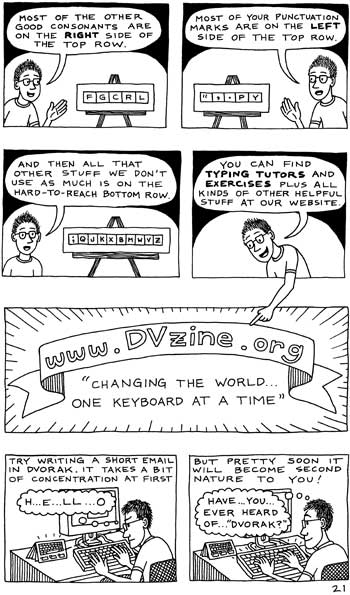 MOST OF THE OTHER
GOOD CONSONANTS ARE
ON THE RIGHT SIDE OF
THE TOP ROW.
F G C R L
MOST OF YOUR PUNCTUATION
MARKS ARE ON THE LEFT
SIDE OF THE TOP ROW.
" , . P Y
AND THEN ALL THAT
OTHER STUFF WE DON'T
USE AS MUCH IS ON THE
HARD-TO-REACH BOTTOM ROW.
; Q J K X B M W V Z
YOU CAN FIND
TYPING TUTORS AND
EXERCISES PLUS ALL
KINDS OF OTHER HELPFUL
STUFF AT OUR WEBSITE.
www.DVzine.org
"CHANGING THE WORLD...
ONE KEYBOARD AT A TIME"
TRY WRITING A SHORT EMAIL
IN DVORAK. IT TAKES A BIT
OF CONCENTRATION AT FIRST
H...E...LL...O
BUT PRETTY SOON IT
WILL BECOME SECOND
NATURE TO YOU!
HAVE...YOU...
EVER HEARD
OF..."DVORAK?"
21